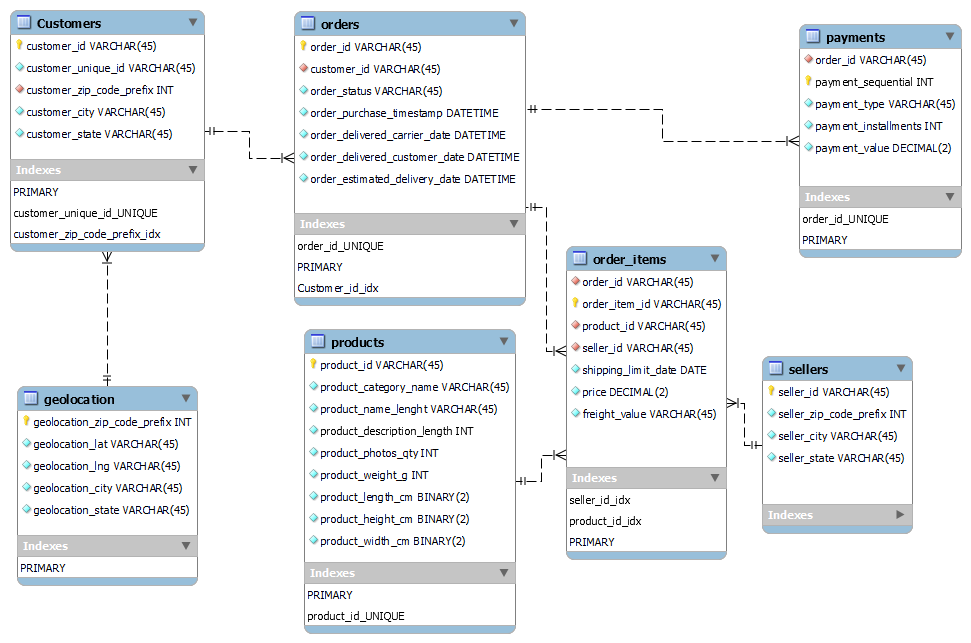 Customers
customer_id VARCHAR(45)
customer_unique_id VARCHAR(45)
customer_zip_code_prefix INT
customer_city VARCHAR(45)
customer_state VARCHAR(45)
Indexes
PRIMARY
customer_unique_id_UNIQUE
customer_zip_code_prefix_idx
orders
order_id VARCHAR(45)
customer_id VARCHAR(45)
order_status VARCHAR(45)
order_purchase_timestamp DATETIME
order_delivered_carrier_date DATETIME
order_delivered_customer_date DATETIME
order_estimated_delivery_date DATETIME
Indexes
order_id_UNIQUE
PRIMARY
Customer_id_idx
payments
order_id VARCHAR(45)
payment_sequential INT
payment_type VARCHAR(45)
payment_installments INT
payment_value DECIMAL(2)
Indexes
order_id_UNIQUE
PRIMARY
order_items
order_id VARCHAR(45)
order_item_id VARCHAR(45)
product_id VARCHAR(45)
seller_id VARCHAR(45)
shipping_limit_date DATE
price DECIMAL(2)
freight_value VARCHAR(45)
Indexes
seller_id_idx
product_id_idx
PRIMARY
products
product_id VARCHAR(45)
product_category_name VARCHAR(45)
product_name_lenght VARCHAR(45)
product_description_length INT
product_photos_qty INT
product_weight_g INT
product_length_cm BINARY(2)
product_height_cm BINARY(2)
product_width_cm BINARY(2)
Indexes
PRIMARY
product_id_UNIQUE
sellers
seller_id VARCHAR(45)
seller_zip_code_prefix INT
seller_city VARCHAR(45)
seller_state VARCHAR(45)
Indexes
geolocation
geolocation_zip_code_prefix INT
geolocation_lat VARCHAR(45)
geolocation_lng VARCHAR(45)
geolocation_city VARCHAR(45)
geolocation_state VARCHAR(45)
Indexes
PRIMARY